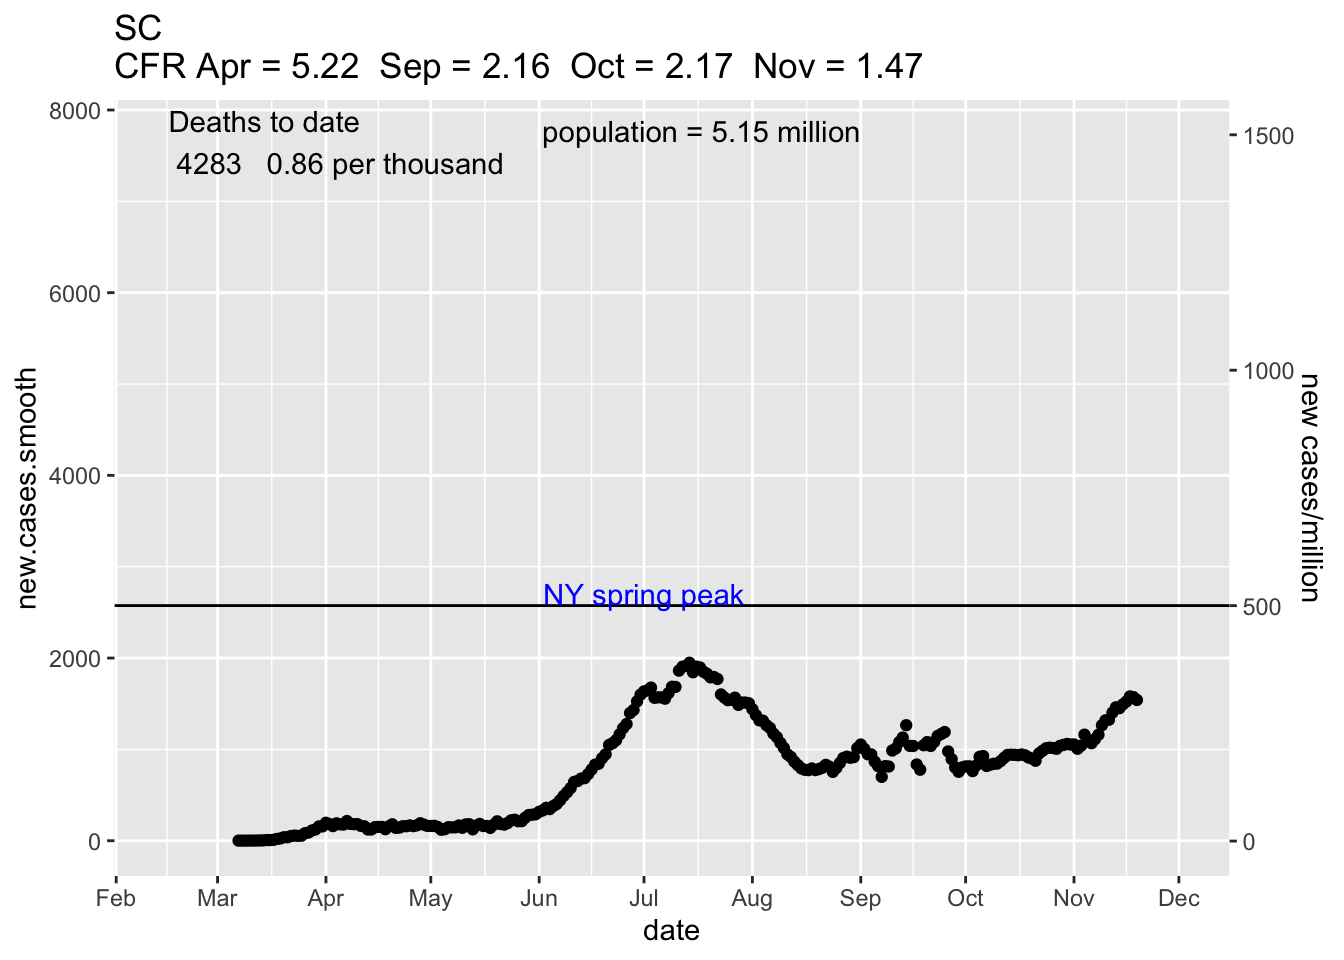 SC
CFR Apr = 5.22  Sep = 2.16  Oct = 2.17  Nov = 1.47
Deaths to date
4283   0.86 per thousand
population = 5.15 million
NY spring peak
new.cases.smooth
8000
6000
4000
2000
0
1500
1000
500
0
new cases/million
Feb Mar Apr May Jun Jul Aug Sep Oct Nov Dec
date